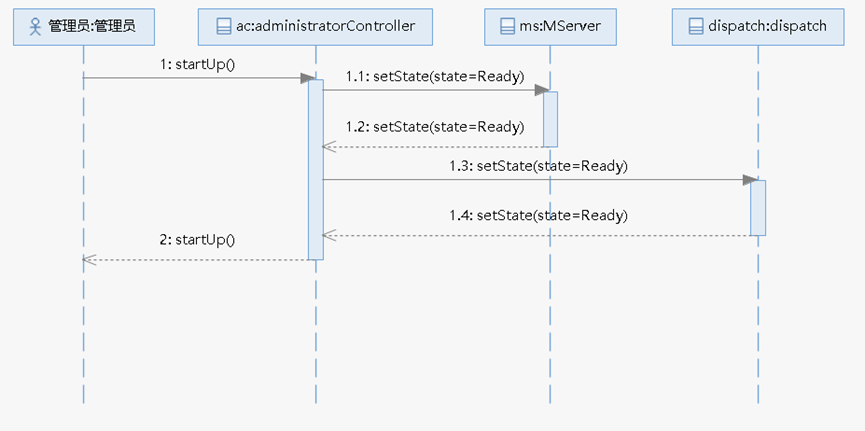 管理员:管理员
ac:administratorController
ms:MServer
dispatch:dispatch
1: startUp()
1.1: setState(state=Ready)
1.2: setState(state=Ready)
1.3: setState(state=Ready)
1.4: setState(state=Ready)
2: startUp()